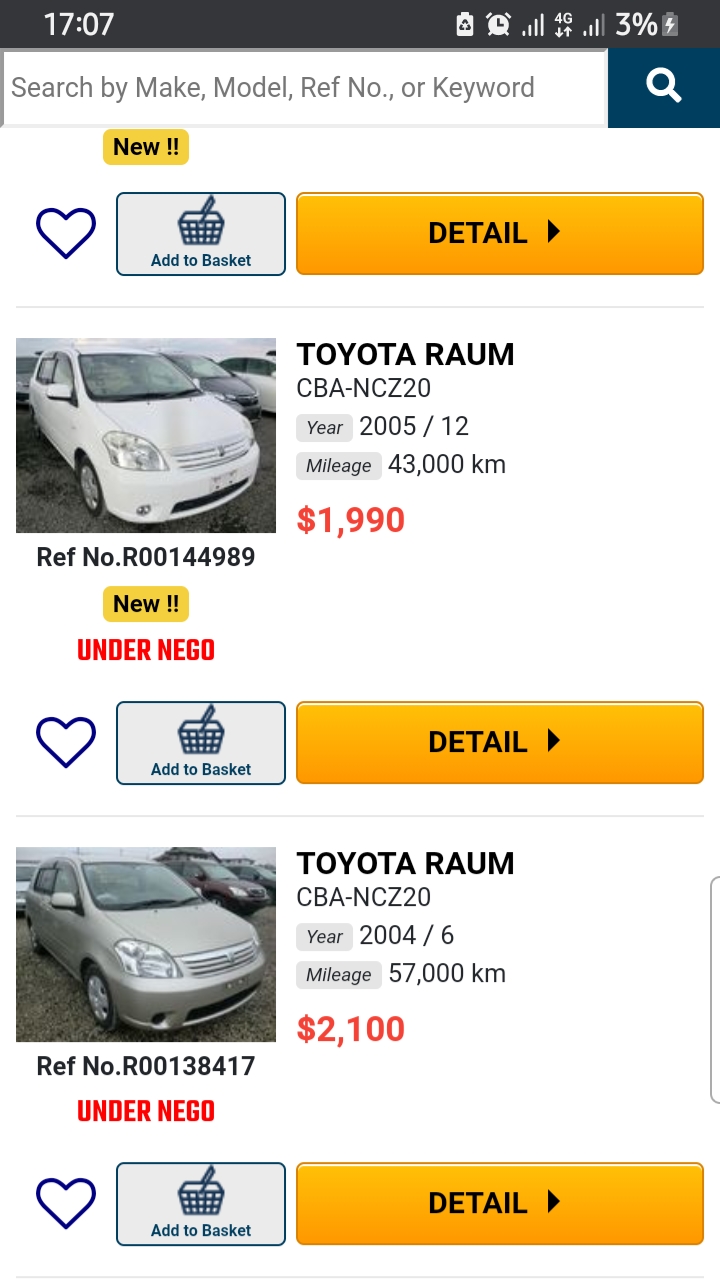 17:07
4G
3%
Search by Make, Model, Ref No., or Keyword
New !!
Add to Basket
DETAIL
TOYOTA RAUM
CBA-NCZ20
Year 2005 / 12
Mileage 43,000 km
$1,990
Ref No.R00144989
New !!
UNDER NEGO
Add to Basket
DETAIL
TOYOTA RAUM
CBA-NCZ20
Year 2004 / 6
Mileage 57,000 km
$2,100
Ref No.R00138417
UNDER NEGO
Add to Basket
DETAIL